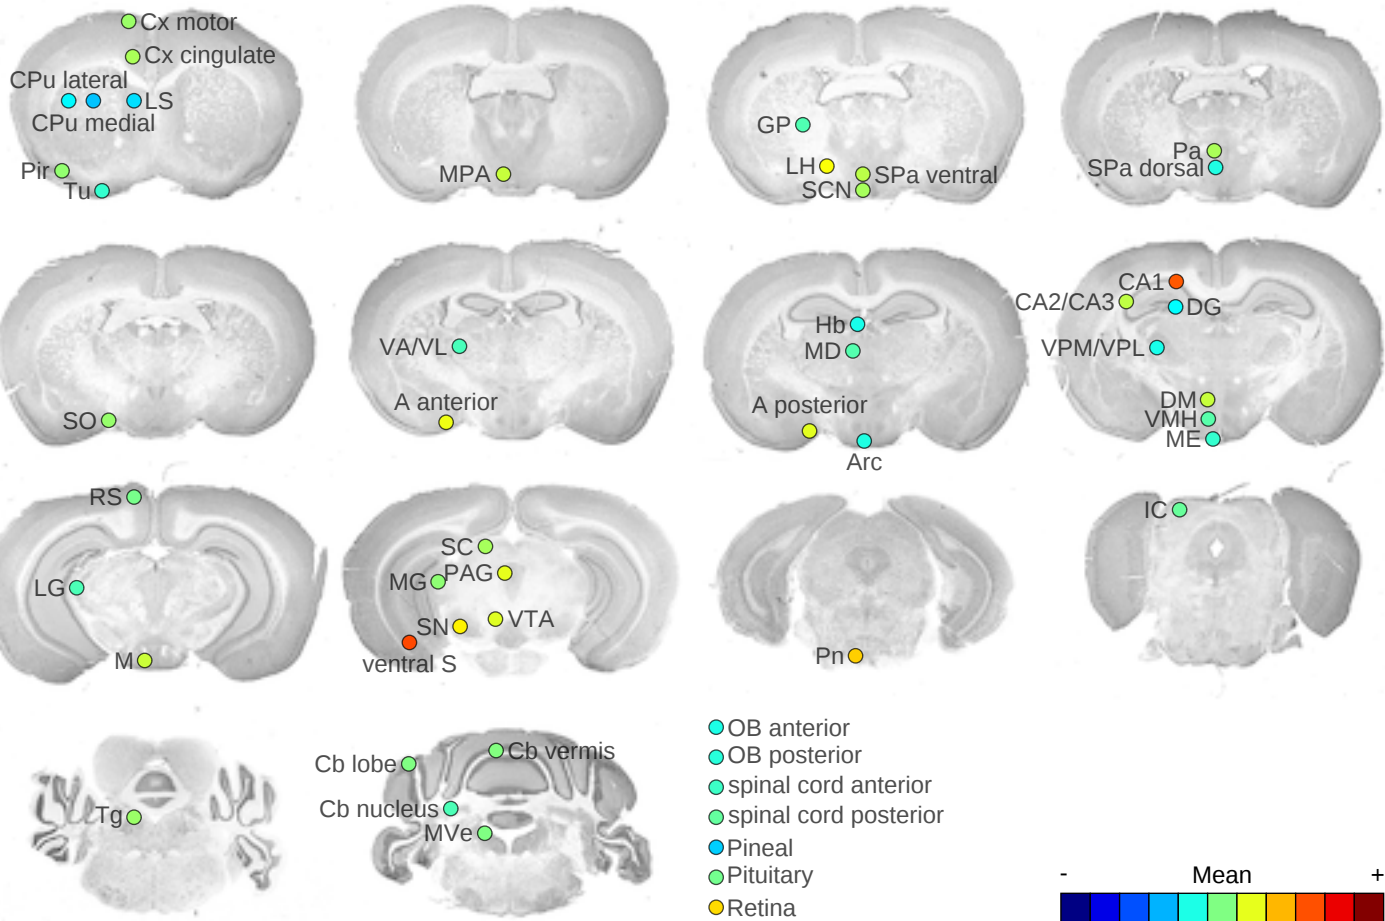 Cx motor
Cx cingulate
CPu lateral
LS
CPu medial
Pir
Tu
MPA
GP
LH
SPa ventral
SCN
Pa
SPa dorsal
SO
VA/VL
A anterior
Hb
MD
A posterior
Arc
CA1
CA2/CA3
DG
VPM/VPL
DM
VMH
ME
RS
LG
M
SC
MG
PAG
SN
VTA
ventral S
Pn
IC
Tg
Cb vermis
Cb lobe
Cb nucleus
MVe
OB anterior
OB posterior
spinal cord anterior
spinal cord posterior
Pineal
Pituitary
Retina
- Mean +